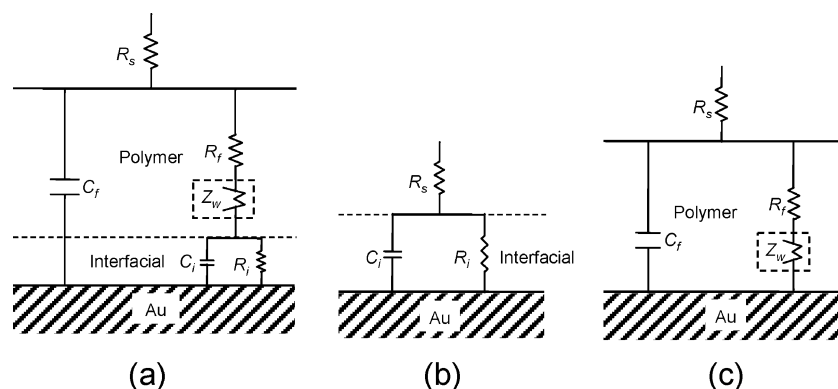 R_s
Polymer
R_f
C_f
Z_w
Interfacial
C_i
R_i
Au
(a)
R_s
C_i
R_i
Interfacial
Au
(b)
R_s
R_f
Polymer
C_f
Z_w
Au
(c)